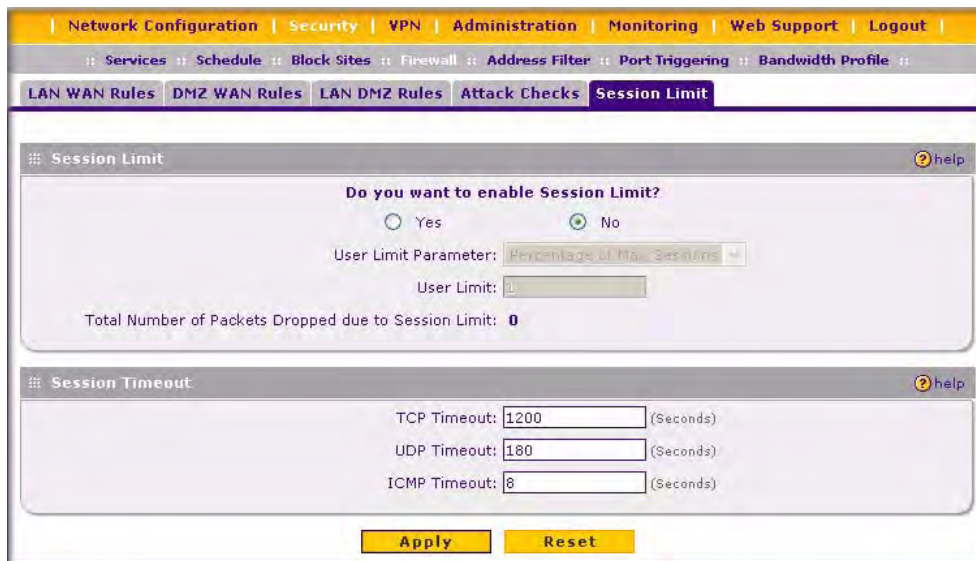 | Network Configuration | Security | VPN | Administration | Monitoring | Web Support | Logout |
:: Services :: Schedule :: Block Sites :: Firewall :: Address Filter :: Port Triggering :: Bandwidth Profile ::
LAN WAN Rules DMZ WAN Rules LAN DMZ Rules Attack Checks Session Limit
Session Limit ? help
Do you want to enable Session Limit?
Yes No
User Limit Parameter: Percentage of Max Sessions
User Limit: 1
Total Number of Packets Dropped due to Session Limit: 0
Session Timeout ? help
TCP Timeout: 1200 (Seconds)
UDP Timeout: 180 (Seconds)
ICMP Timeout: 8 (Seconds)
Apply Reset